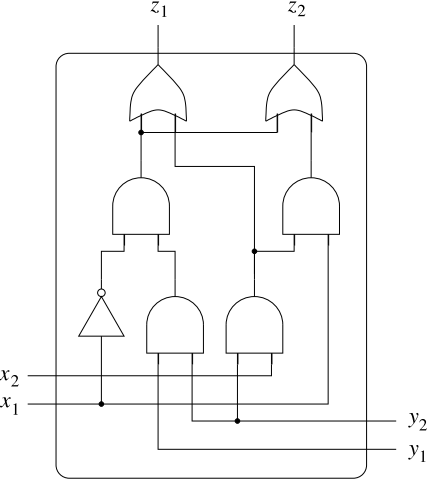 z₁ z₂
x₂
x₁
y₂
y₁